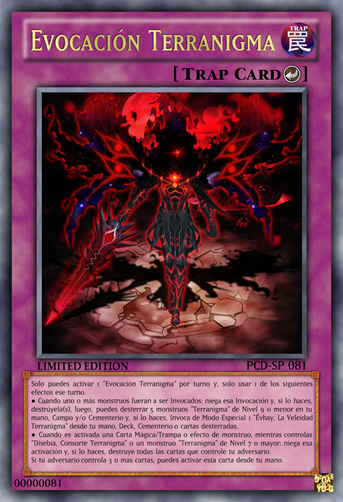 EVOCACIÓN TERRANIGMA
TRAP
罠
[TRAP CARD]
LIMITED EDITION
PCD-SP 081
Solo puedes activar 1 "Evocación Terranigma" por turno y, solo usar 1 de los siguientes
efectos ese turno.
● Cuando uno o más monstruos fueran a ser Invocados: niega esa Invocación y, si lo haces,
destrúyela(s), luego, puedes desterrar 5 monstruos "Terranigma" de Nivel 9 o menor en tu
mano, Campo y/o Cementerio y, si lo haces, Invoca de Modo Especial 1 "Évhay, La Veleidad
Terranigma" desde tu mano, Deck, Cementerio o cartas desterradas.
● Cuando es activada una Carta Mágica/Trampa o efecto de monstruo, mientras controlas
"Disebia, Consorte Terranigma" o un monstruo "Terranigma" de Nivel 7 o mayor: niega esa
activación y, si lo haces, destruye todas las cartas que controle tu adversario.
Si tu adversario controla 3 o más cartas, puedes activar esta carta desde tu mano.
00000081